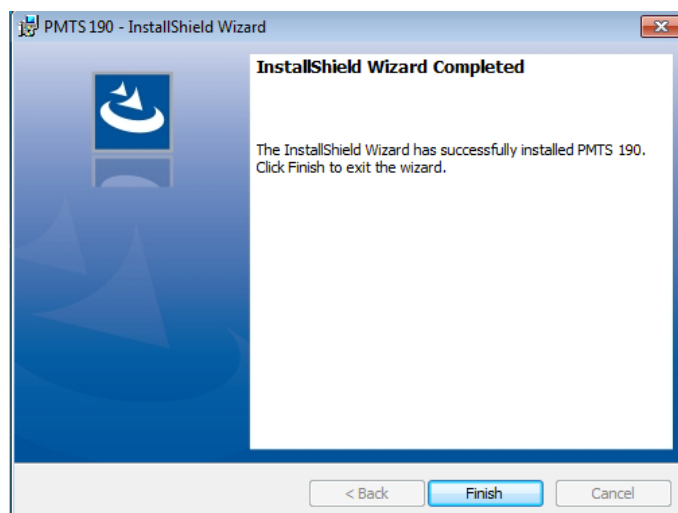 PMTS 190 - InstallShield Wizard
InstallShield Wizard Completed
The InstallShield Wizard has successfully installed PMTS 190.
Click Finish to exit the wizard.
< Back
Finish
Cancel